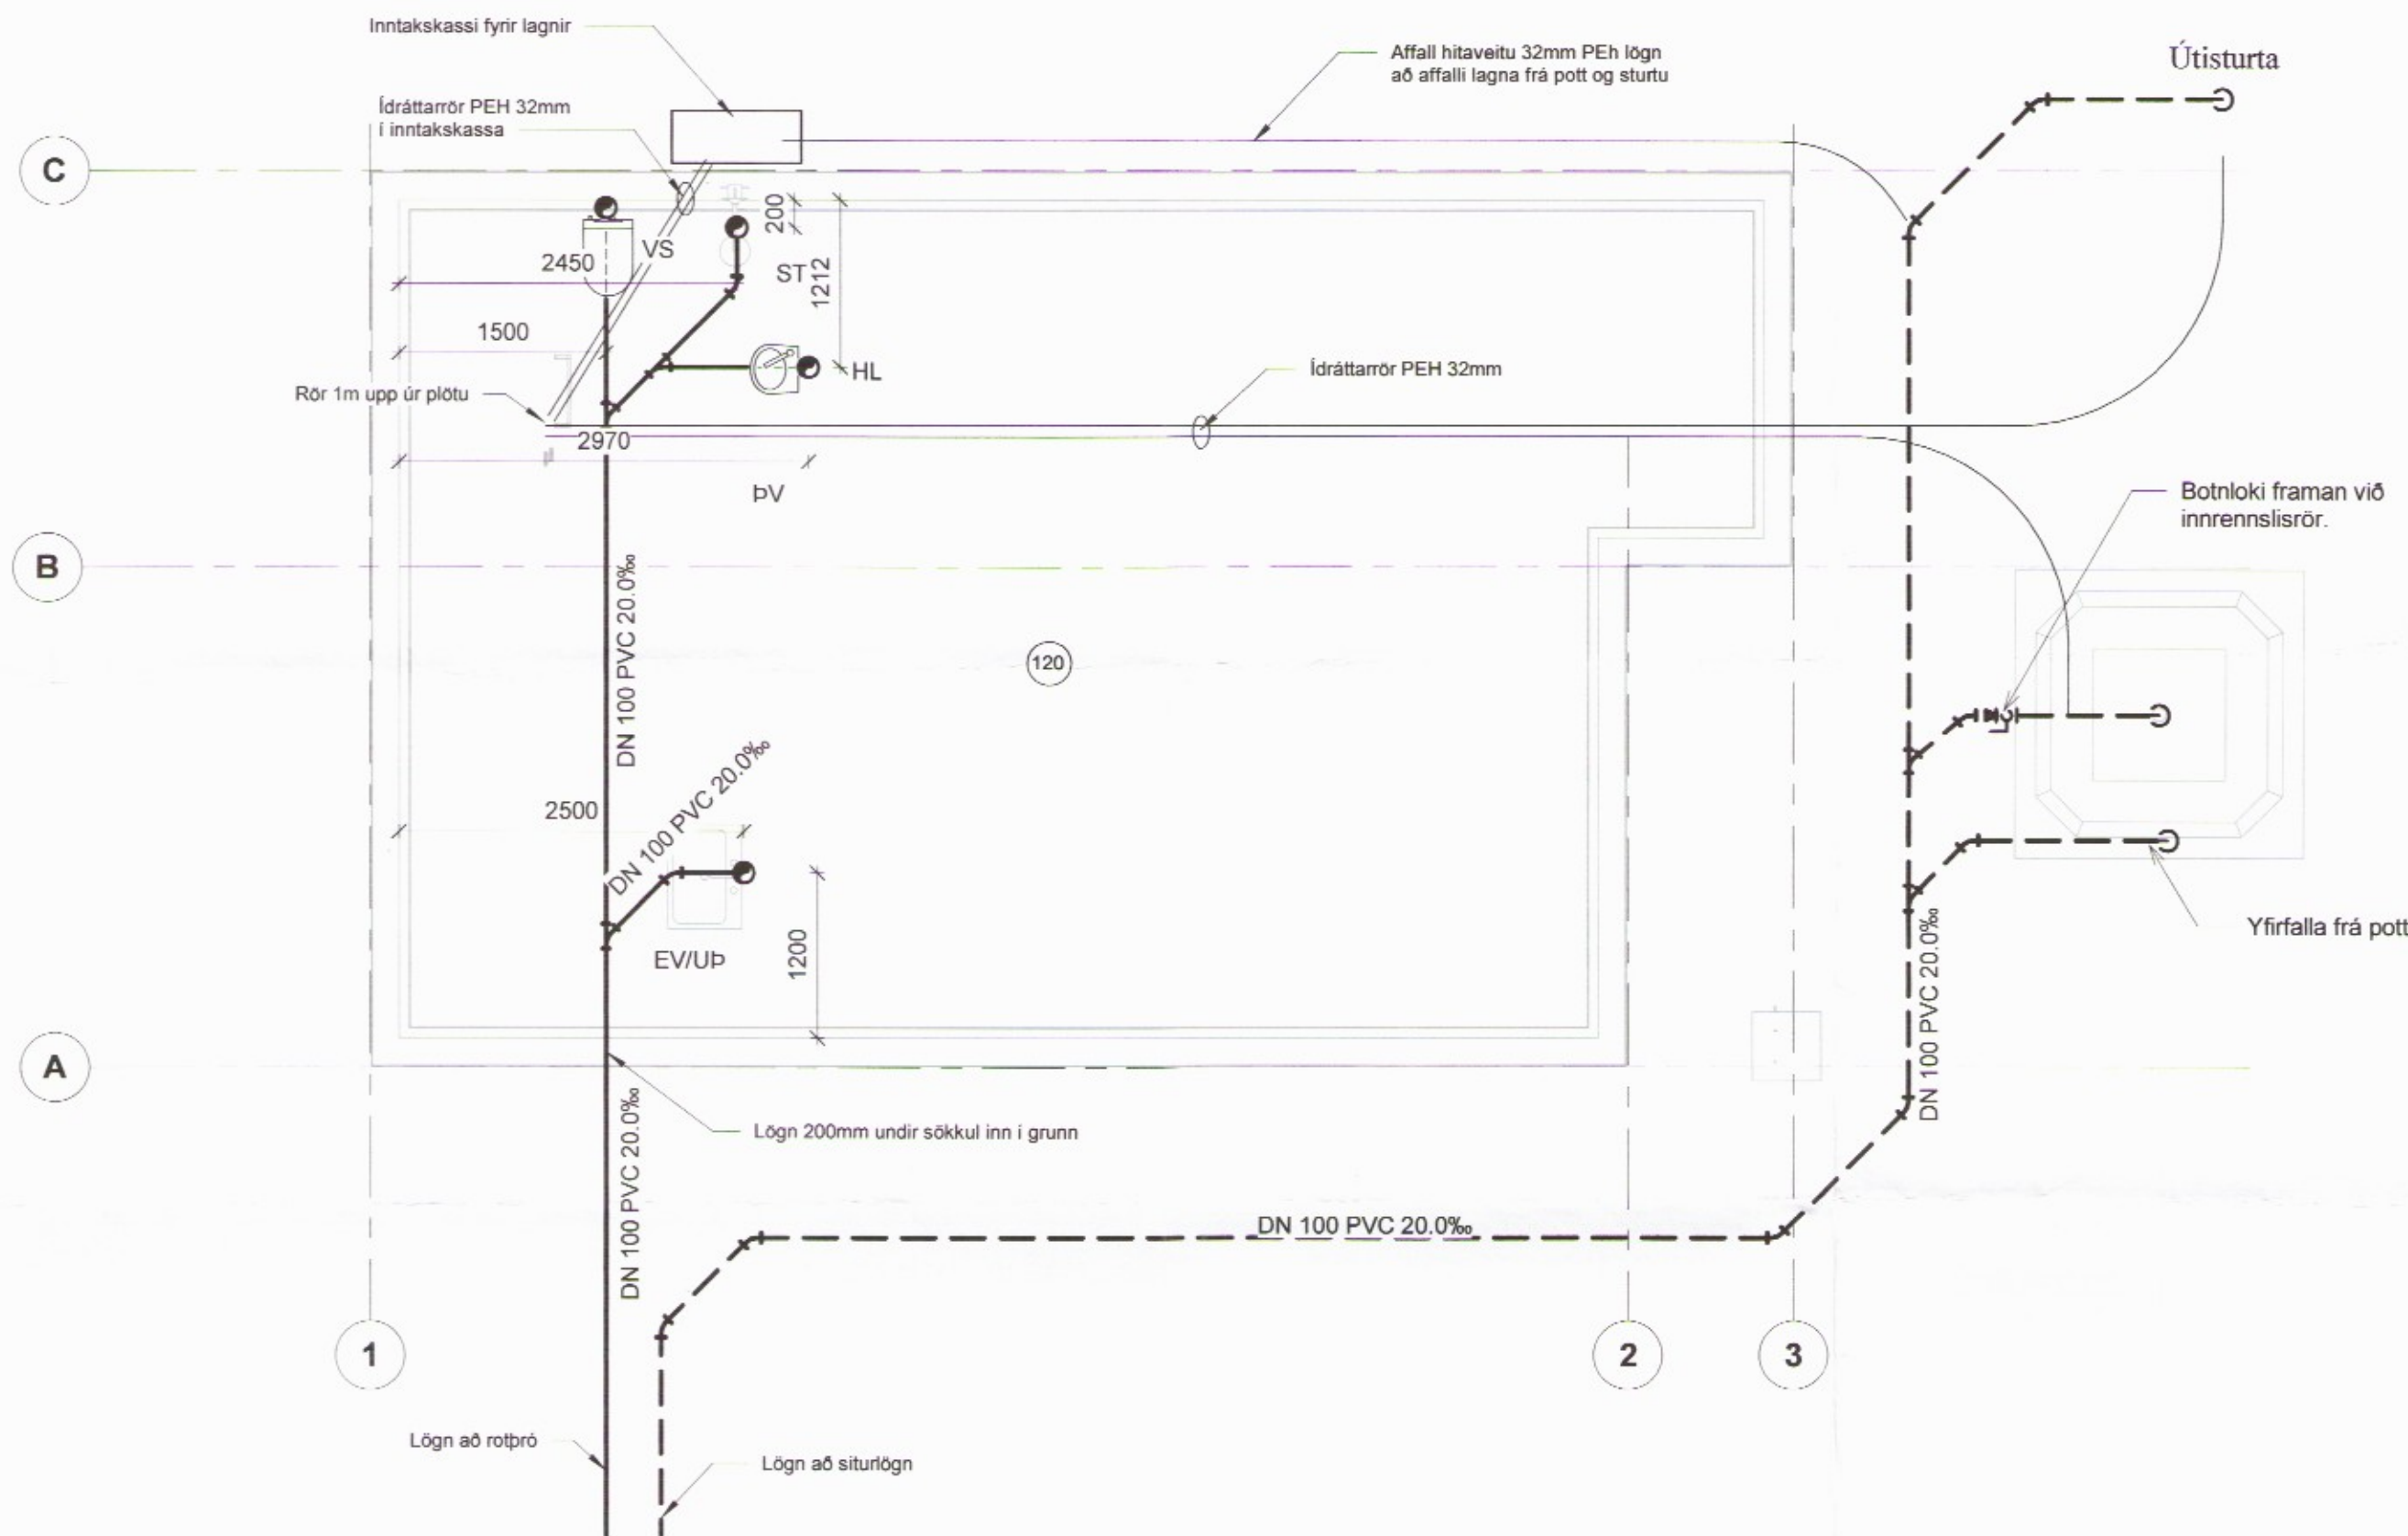 Inntakskassi fyrir lagnir
Affall hitaveitu 32mm PEh lögn
að affalli lagna frá pott og sturtu
Útisturta
Ídráttarrör PEH 32mm
í inntakskassa
C
200
VS
2450
ST
1212
1500
HL
Ídráttarrör PEH 32mm
Rör 1m upp úr plötu
2970
ÞV
Botnloki framan við
innrennslisrör.
B
DN 100 PVC 20.0‰
120
DN 100 PVC 20.0‰
2500
EV/UÞ
1200
Yfirfalla frá pott
DN 100 PVC 20.0‰
A
Lögn 200mm undir sökkul inn í grunn
DN 100 PVC 20.0‰
DN 100 PVC 20.0‰
1
2
3
Lögn að rotþró
Lögn að siturlögn